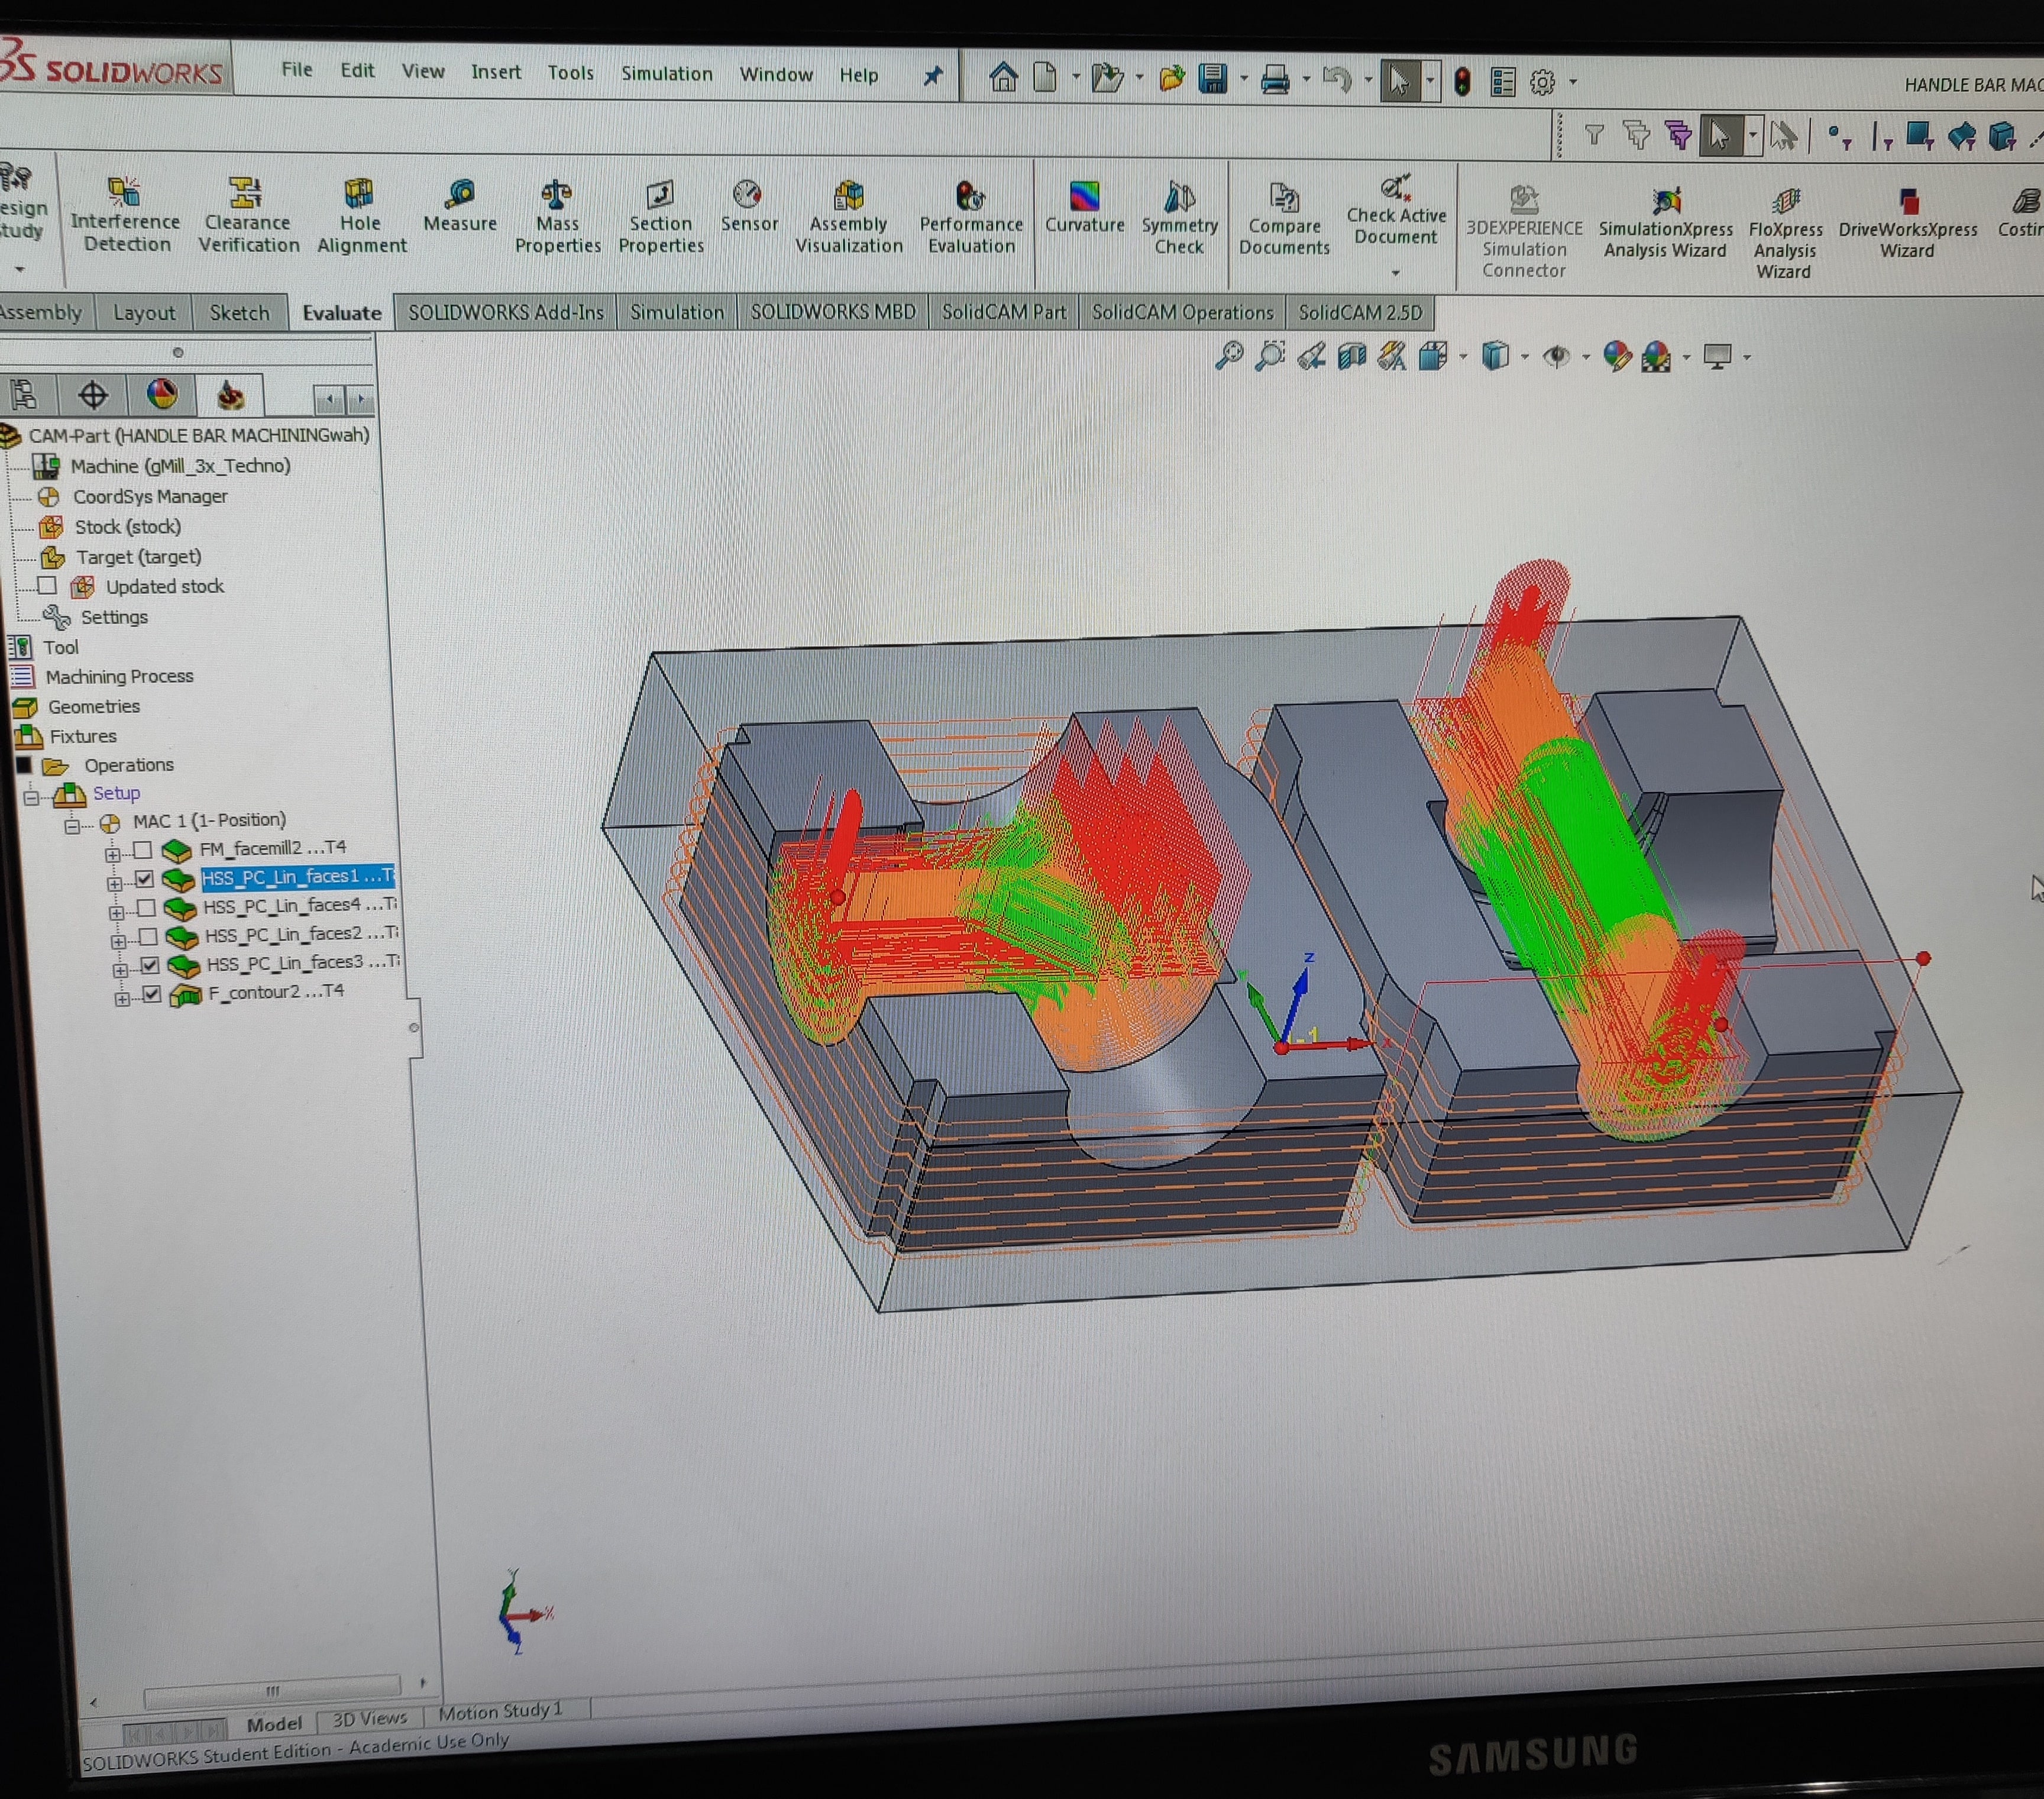 SOLIDWORKS File Edit View Insert Tools Simulation Window Help HANDLE BAR MAC
esign
tudy
Interference
Detection
Clearance
Verification
Hole
Alignment
Measure
Mass
Properties
Section
Properties
Sensor
Assembly
Visualization
Performance
Evaluation
Curvature
Symmetry
Check
Compare
Documents
Check Active
Document
3DEXPERIENCE
Simulation
Connector
SimulationXpress
Analysis Wizard
FloXpress
Analysis
Wizard
DriveWorksXpress
Wizard
Costin
Assembly Layout Sketch Evaluate SOLIDWORKS Add-Ins Simulation SOLIDWORKS MBD SolidCAM Part SolidCAM Operations SolidCAM 2.5D
CAM-Part (HANDLE BAR MACHININGwah)
Machine (gMill_3x_Techno)
CoordSys Manager
Stock (stock)
Target (target)
Updated stock
Settings
Tool
Machining Process
Geometries
Fixtures
Operations
Setup
MAC 1 (1- Position)
FM_facemill2 ...T4
HSS_PC_Lin_faces1 ...T
HSS_PC_Lin_faces4 ...T
HSS_PC_Lin_faces2 ...T
HSS_PC_Lin_faces3 ...T
F_contour2 ...T4
Z
Y
X
Y
X
Z
Model 3D Views Motion Study 1
SOLIDWORKS Student Edition - Academic Use Only
SAMSUNG